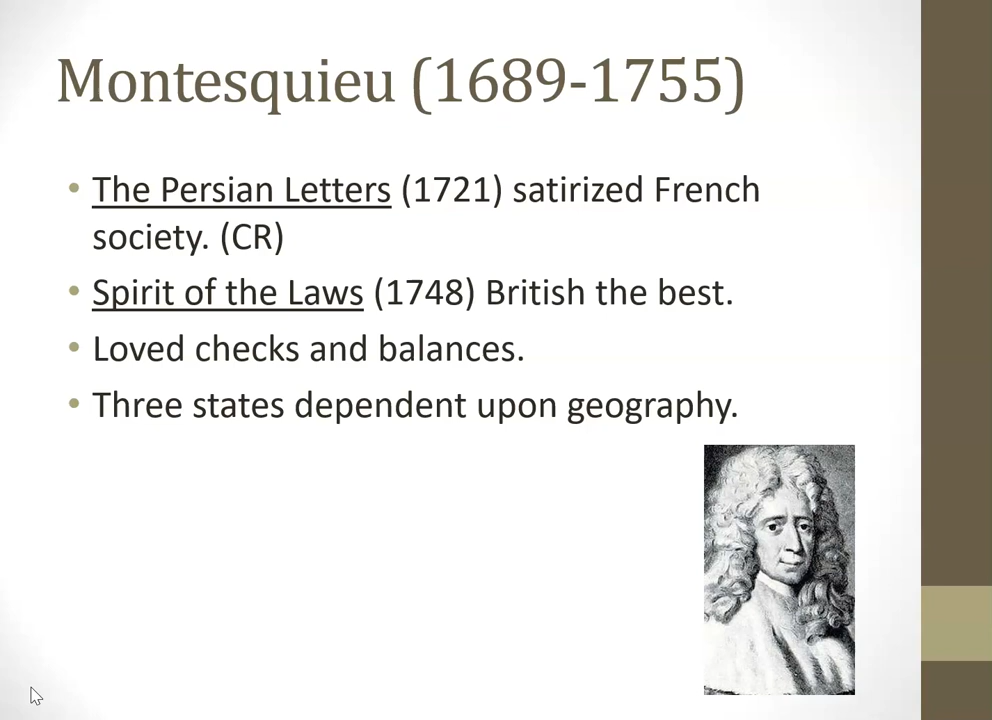 Montesquieu (1689-1755)
• The Persian Letters (1721) satirized French
society. (CR)
• Spirit of the Laws (1748) British the best.
• Loved checks and balances.
• Three states dependent upon geography.